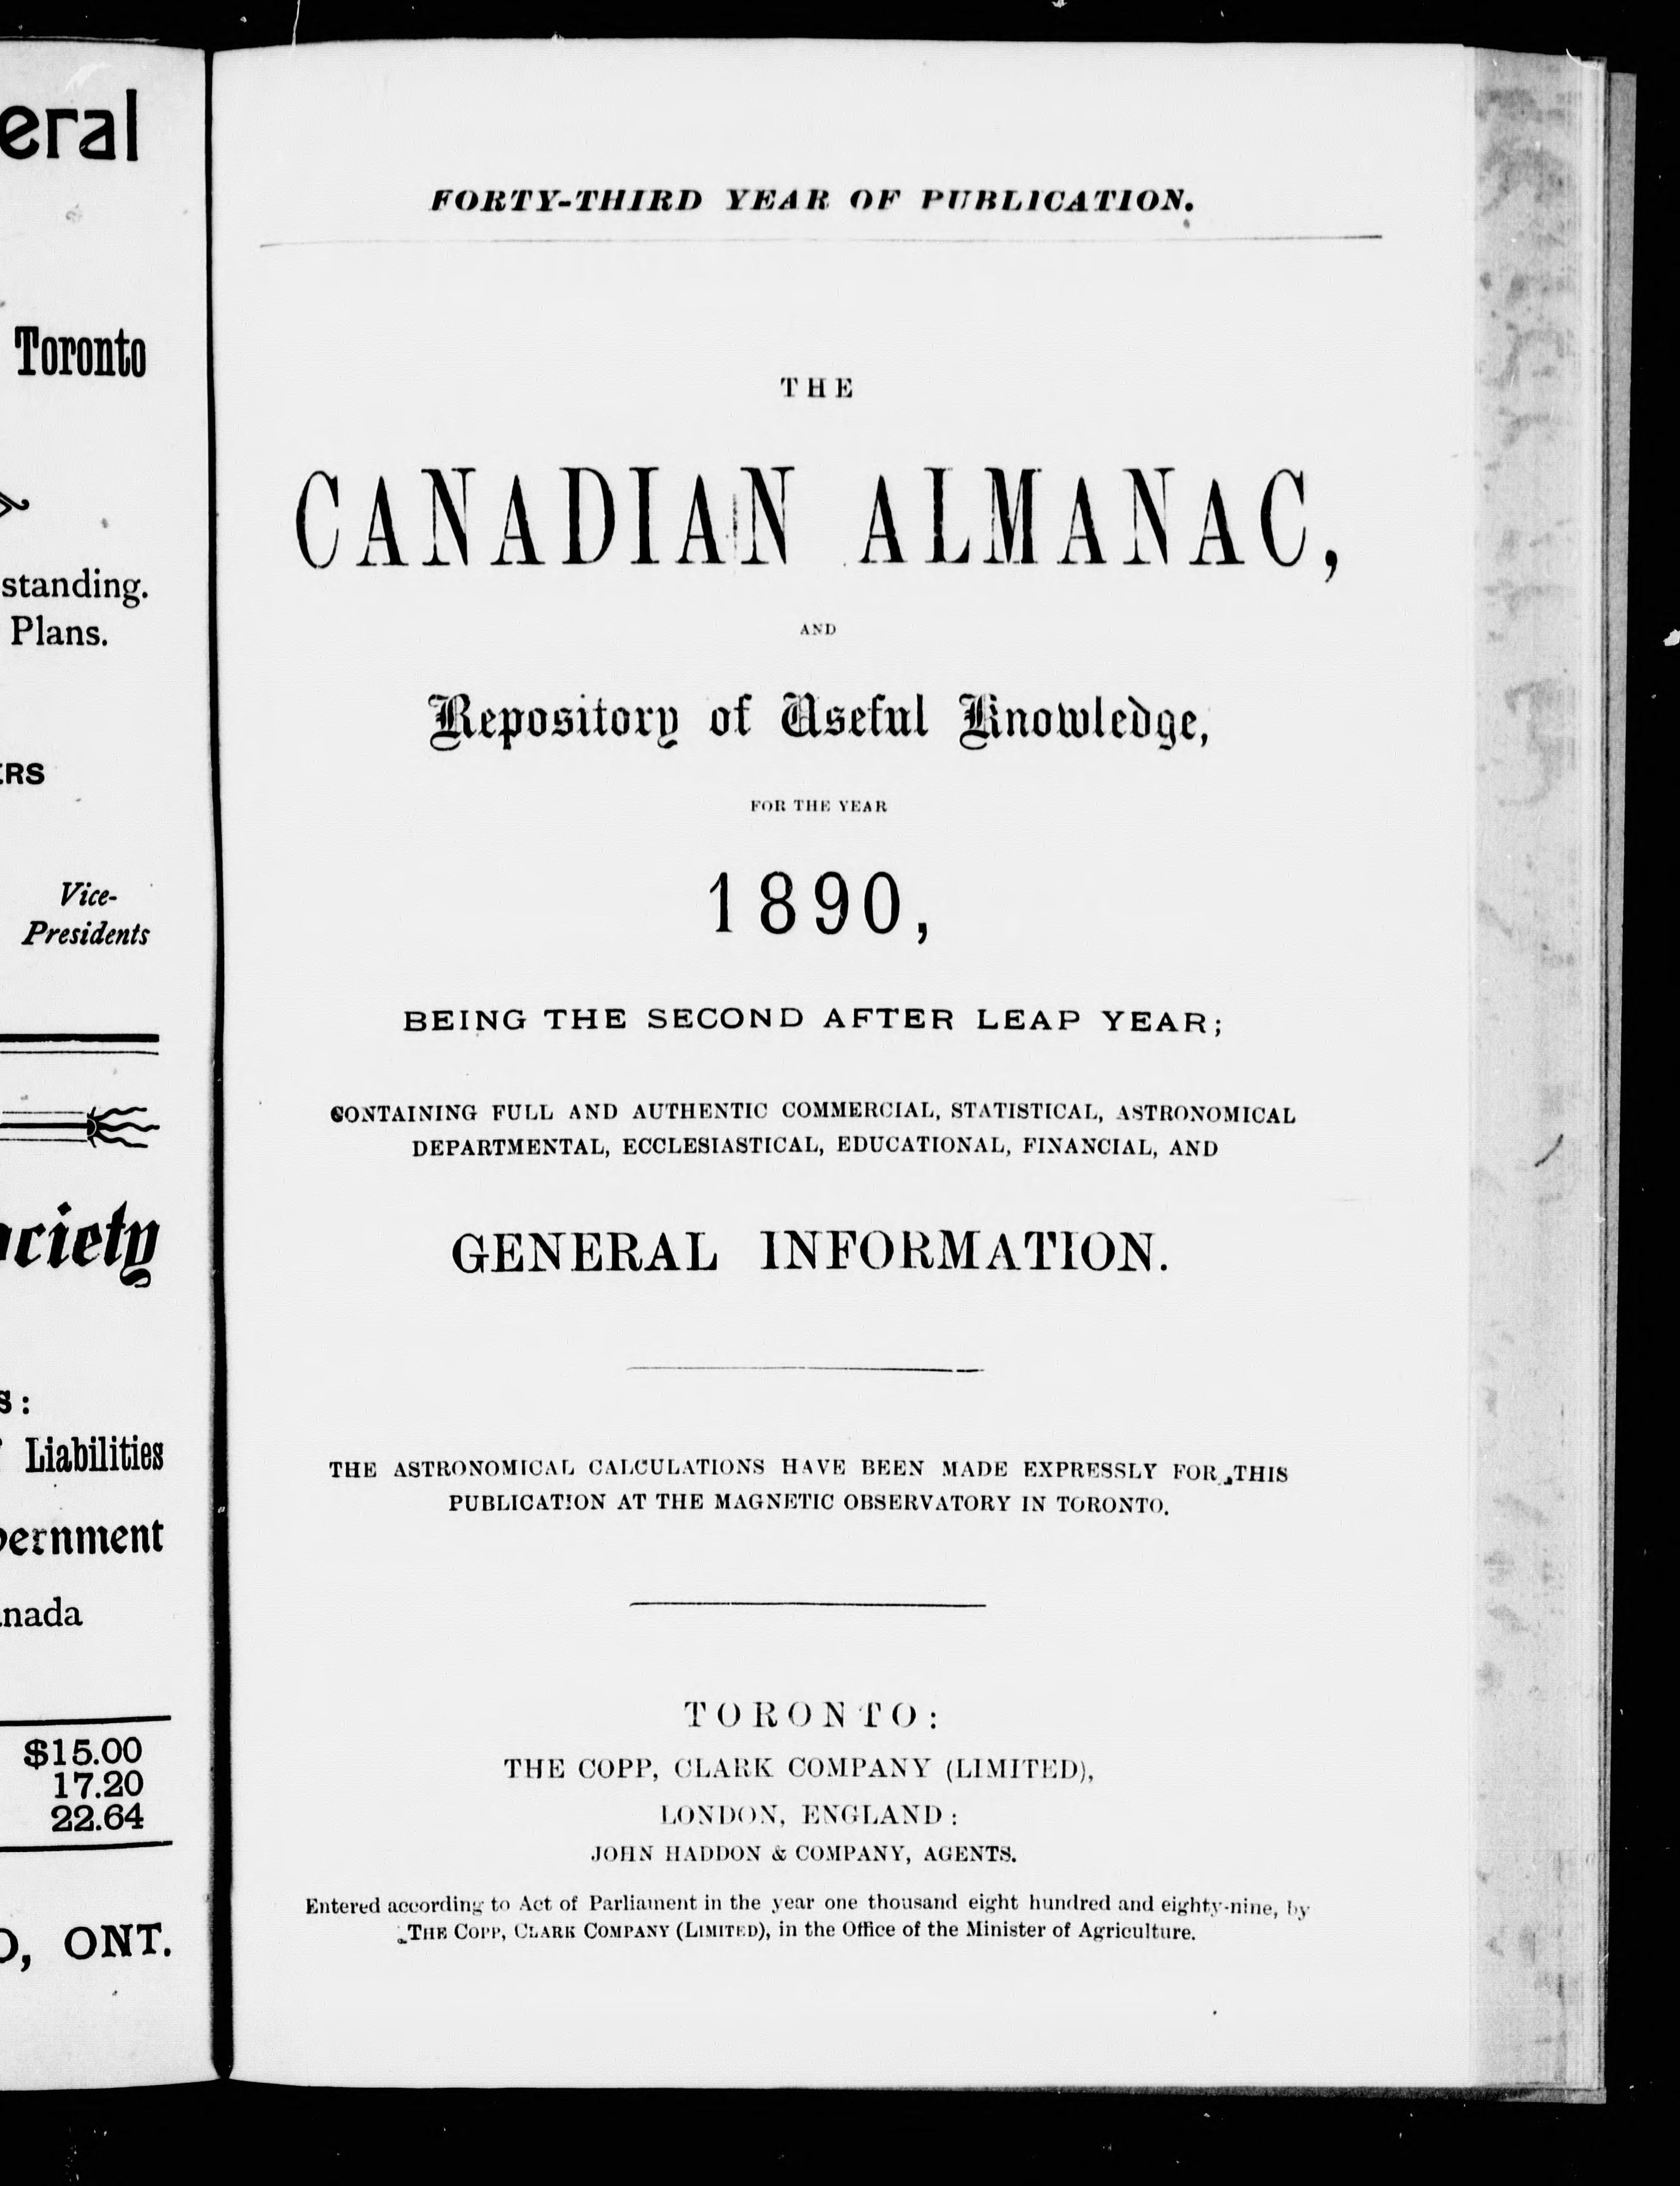 eral
Toronto
standing.
Plans.
ERS
Vice-
Presidents
ociety
S:
Liabilities
vernment
nada
$15.00
17.20
22.64
O, ONT.
FORTY-THIRD YEAR OF PUBLICATION.
THE
CANADIAN ALMANAC,
AND
Repository of Useful Knowledge,
FOR THE YEAR
1890,
BEING THE SECOND AFTER LEAP YEAR;
CONTAINING FULL AND AUTHENTIC COMMERCIAL, STATISTICAL, ASTRONOMICAL
DEPARTMENTAL, ECCLESIASTICAL, EDUCATIONAL, FINANCIAL, AND
GENERAL INFORMATION.
THE ASTRONOMICAL CALCULATIONS HAVE BEEN MADE EXPRESSLY FOR THIS
PUBLICATION AT THE MAGNETIC OBSERVATORY IN TORONTO.
TORONTO:
THE COPP, CLARK COMPANY (LIMITED),
LONDON, ENGLAND:
JOHN HADDON & COMPANY, AGENTS.
Entered according to Act of Parliament in the year one thousand eight hundred and eighty-nine, by
THE COPP, CLARK COMPANY (LIMITED), in the Office of the Minister of Agriculture.